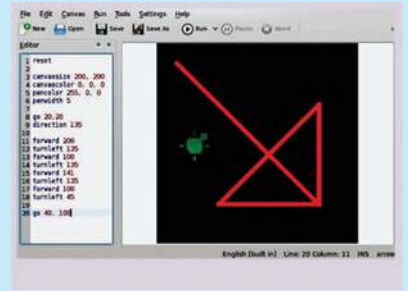 File Edit Canvas Run Tools Settings Help
New Open Save Save As Run Pause Abort
Editor
1 reset
2
3 canvassize 200, 200
4 canvascolor 0, 0, 0
5 pencolor 255, 0, 0
6 penwidth 5
7
8 go 20,20
9 direction 135
10
11 forward 200
12 turnleft 135
13 forward 100
14 turnleft 135
15 forward 141
16 turnleft 135
17 forward 100
18 turnleft 45
19
20 go 40, 100
English (built in) Line: 20 Column: 11 INS arrow